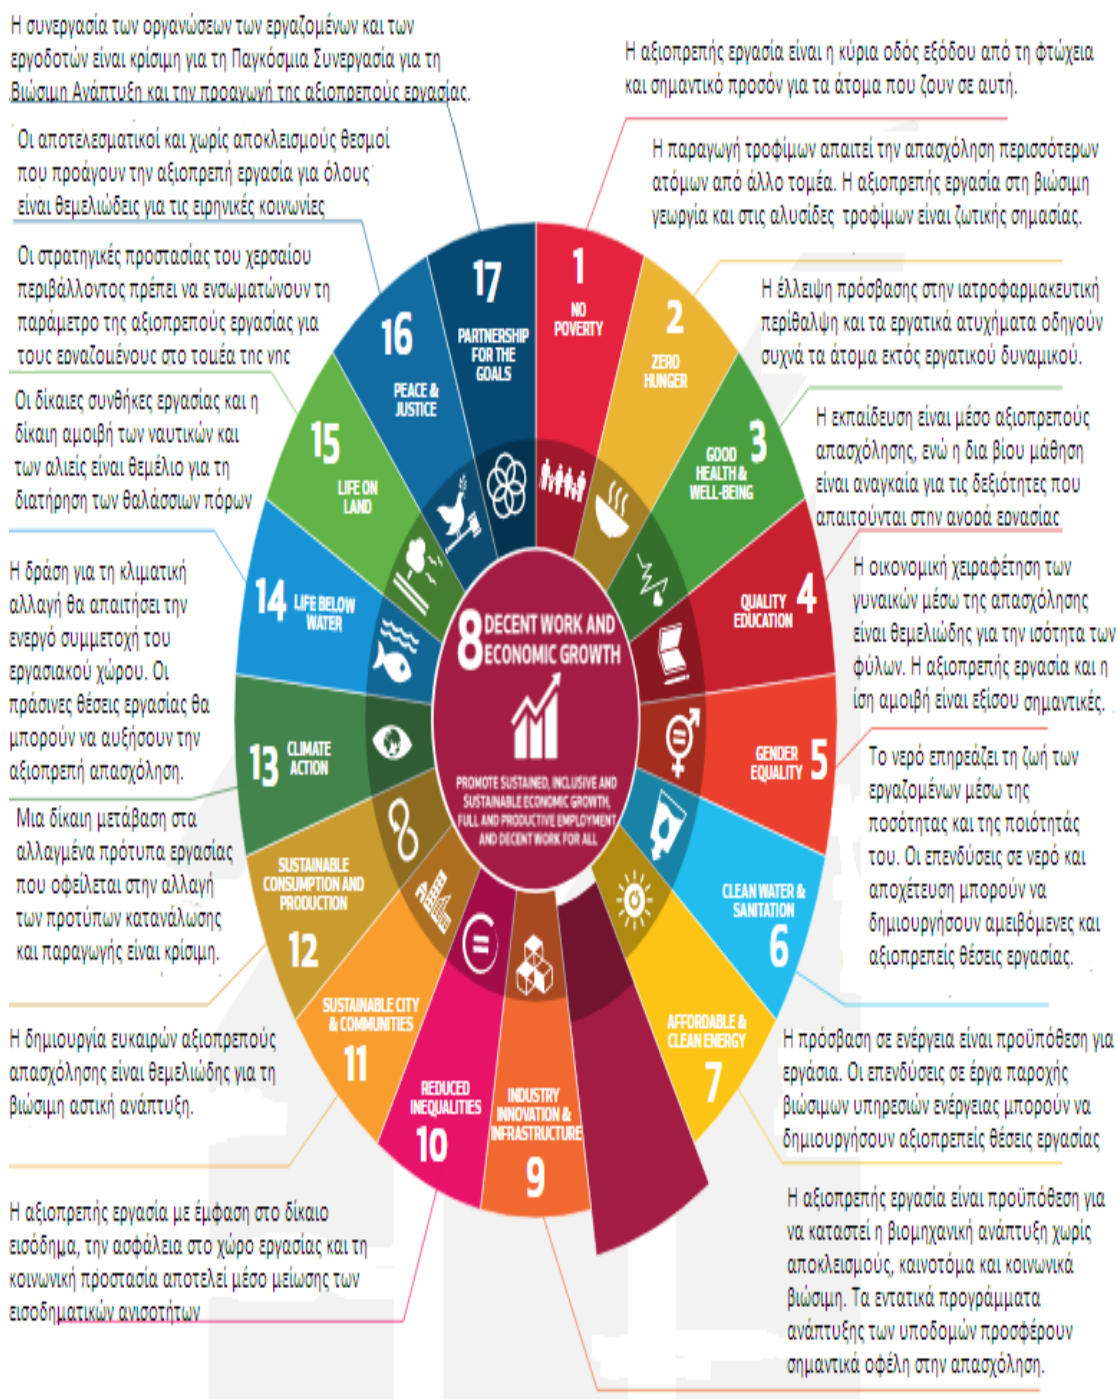 Η συνεργασία των οργανώσεων των εργαζομένων και των
εργοδοτών είναι κρίσιμη για τη Παγκόσμια Συνεργασία για τη
Βιώσιμη Ανάπτυξη και την προαγωγή της αξιοπρεπούς εργασίας.
Οι αποτελεσματικοί και χωρίς αποκλεισμούς θεσμοί
που προάγουν την αξιοπρεπή εργασία για όλους
είναι θεμελιώδεις για τις ειρηνικές κοινωνίες
Οι στρατηγικές προστασίας του χερσαίου
περιβάλλοντος πρέπει να ενσωματώνουν τη
παράμετρο της αξιοπρεπούς εργασίας για
τους εργαζομένους στο τομέα της γης
Οι δίκαιες συνθήκες εργασίας και η
δίκαιη αμοιβή των ναυτικών και
των αλιείς είναι θεμέλιο για τη
διατήρηση των θαλάσσιων πόρων
Η δράση για τη κλιματική
αλλαγή θα απαιτήσει την
ενεργό συμμετοχή του
εργασιακού χώρου. Οι
πράσινες θέσεις εργασίας θα
μπορούν να αυξήσουν την
αξιοπρεπή απασχόληση.
Μια δίκαιη μετάβαση στα
αλλαγμένα πρότυπα εργασίας
που οφείλεται στην αλλαγή
των προτύπων κατανάλωσης
και παραγωγής είναι κρίσιμη.
Η δημιουργία ευκαιρών αξιοπρεπούς
απασχόλησης είναι θεμελιώδης για τη
βιώσιμη αστική ανάπτυξη.
Η αξιοπρεπής εργασία με έμφαση στο δίκαιο
εισόδημα, την ασφάλεια στο χώρο εργασίας και τη
κοινωνική προστασία αποτελεί μέσο μείωσης των
εισοδηματικών ανισοτήτων
Η αξιοπρεπής εργασία είναι η κύρια οδός εξόδου από τη φτώχεια
και σημαντικό προσόν για τα άτομα που ζουν σε αυτή.
Η παραγωγή τροφίμων απαιτεί την απασχόληση περισσότερων
ατόμων από άλλο τομέα. Η αξιοπρεπής εργασία στη βιώσιμη
γεωργία και στις αλυσίδες τροφίμων είναι ζωτικής σημασίας.
Η έλλειψη πρόσβασης στην ιατροφαρμακευτική
περίθαλψη και τα εργατικά ατυχήματα οδηγούν
συχνά τα άτομα εκτός εργατικού δυναμικού.
Η εκπαίδευση είναι μέσο αξιοπρεπούς
απασχόλησης, ενώ η δια βίου μάθηση
είναι αναγκαία για τις δεξιότητες που
απαιτούνται στην αγορά εργασίας
Η οικονομική χειραφέτηση των
γυναικών μέσω της απασχόλησης
είναι θεμελιώδης για την ισότητα των
φύλων. Η αξιοπρεπής εργασία και η
ίση αμοιβή είναι εξίσου σημαντικές.
Το νερό επηρεάζει τη ζωή των
εργαζομένων μέσω της
ποσότητας και της ποιότητάς
του. Οι επενδύσεις σε νερό και
αποχέτευση μπορούν να
δημιουργήσουν αμειβόμενες και
αξιοπρεπείς θέσεις εργασίας.
Η πρόσβαση σε ενέργεια είναι προϋπόθεση για
εργάσια. Οι επενδύσεις σε έργα παροχής
βιώσιμων υπηρεσιών ενέργειας μπορούν να
δημιουργήσουν αξιοπρεπείς θέσεις εργασίας
Η αξιοπρεπής εργασία είναι προϋπόθεση για
να καταστεί η βιομηχανική ανάπτυξη χωρίς
αποκλεισμούς, καινοτόμα και κοινωνικά
βιώσιμη. Τα εντατικά προγράμματα
ανάπτυξης των υποδομών προσφέρουν
σημαντικά οφέλη στην απασχόληση.
1
NO
POVERTY
2
ZERO
HUNGER
3
GOOD
HEALTH &
WELL-BEING
4
QUALITY
EDUCATION
5
GENDER
EQUALITY
CLEAN WATER &
SANITATION
6
AFFORDABLE &
CLEAN ENERGY
7
8 DECENT WORK AND
ECONOMIC GROWTH
PROMOTE SUSTAINED, INCLUSIVE AND
SUSTAINABLE ECONOMIC GROWTH,
FULL AND PRODUCTIVE EMPLOYMENT
AND DECENT WORK FOR ALL
INDUSTRY
INNOVATION &
INFRASTRUCTURE
9
REDUCED
INEQUALITIES
10
SUSTAINABLE CITY
& COMMUNITIES
11
SUSTAINABLE
CONSUMPTION AND
PRODUCTION
12
13 CLIMATE
ACTION
14 LIFE BELOW
WATER
15
LIFE ON
LAND
16
PEACE &
JUSTICE
17
PARTNERSHIP
FOR THE
GOALS